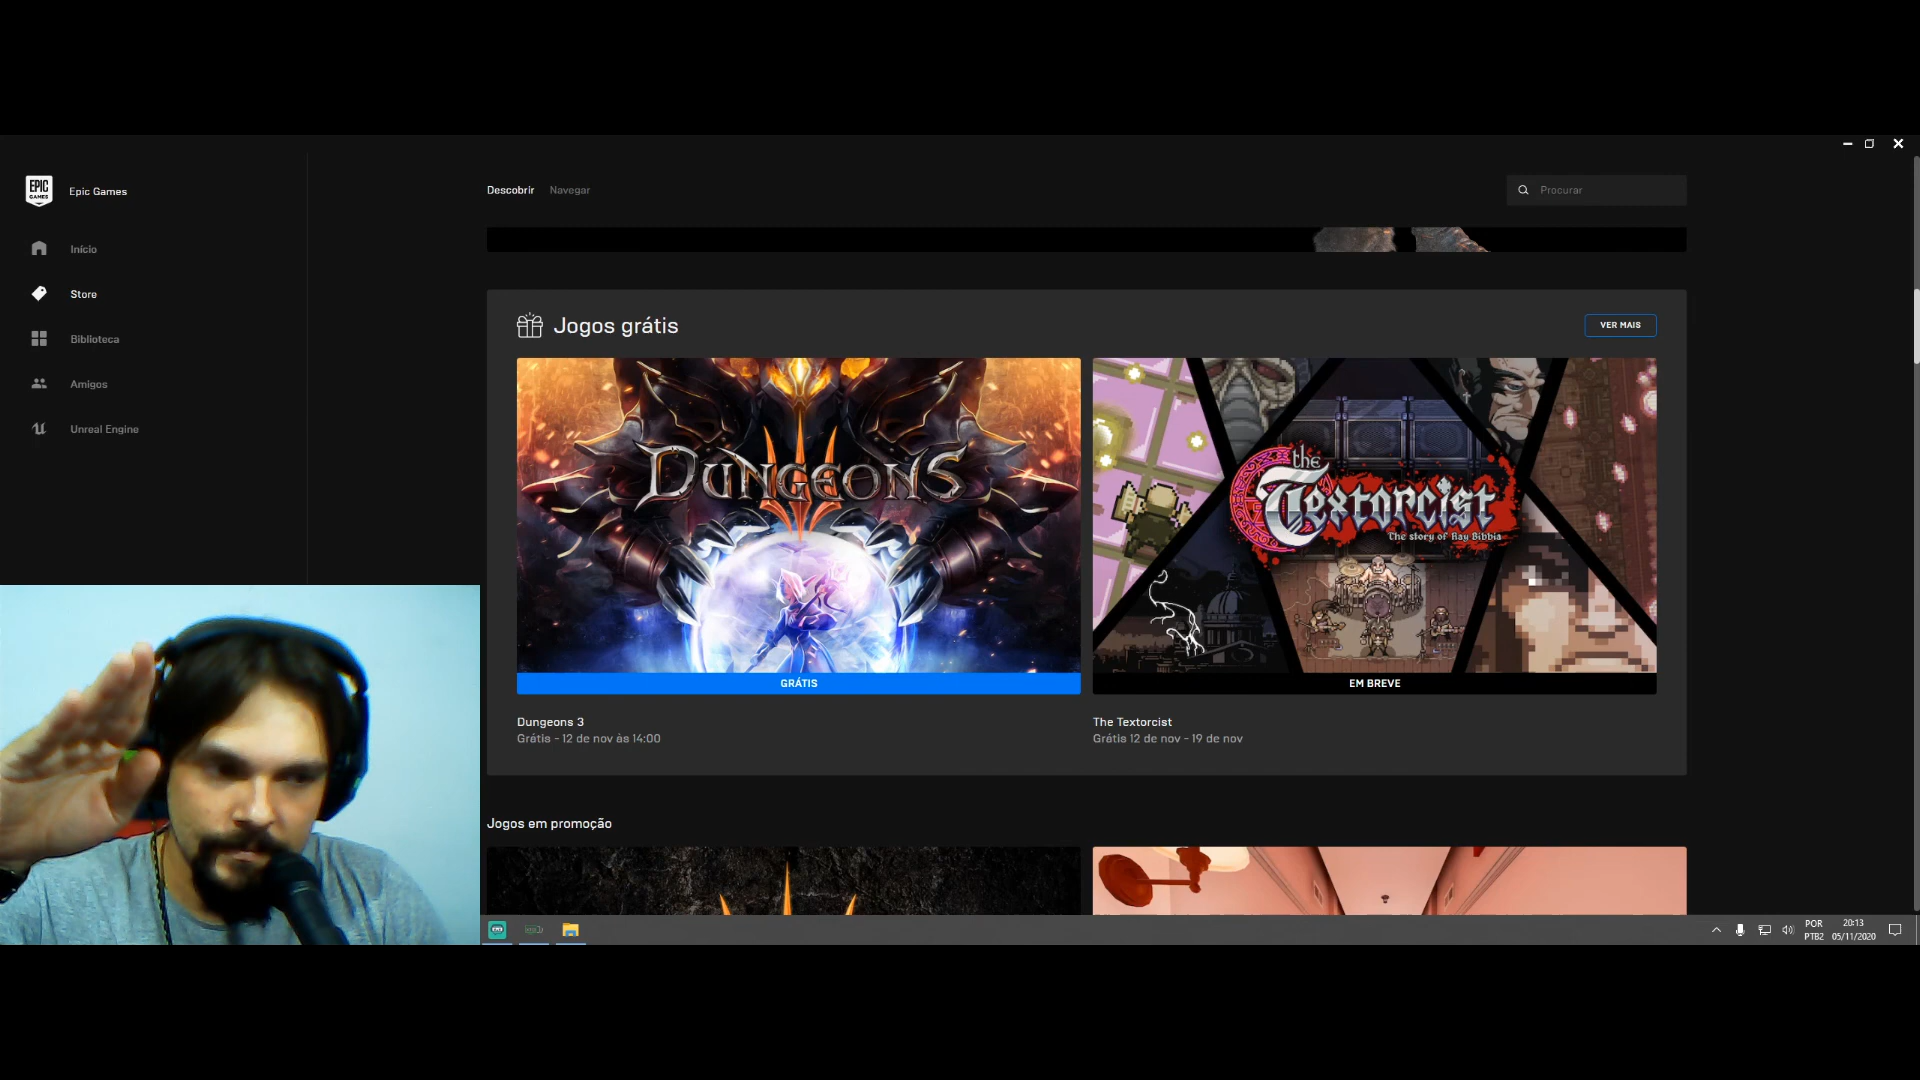 EPIC GAMES
Epic Games
Início
Store
Biblioteca
Amigos
Unreal Engine
Descobrir Navegar
Procurar
Jogos grátis
VER MAIS
DUNGEONS
the
Textorcist
The story of Ray Bibbia
GRÁTIS
EM BREVE
Dungeons 3
Grátis - 12 de nov às 14:00
The Textorcist
Grátis 12 de nov - 19 de nov
Jogos em promoção
POR
PTB2
20:13
05/11/2020